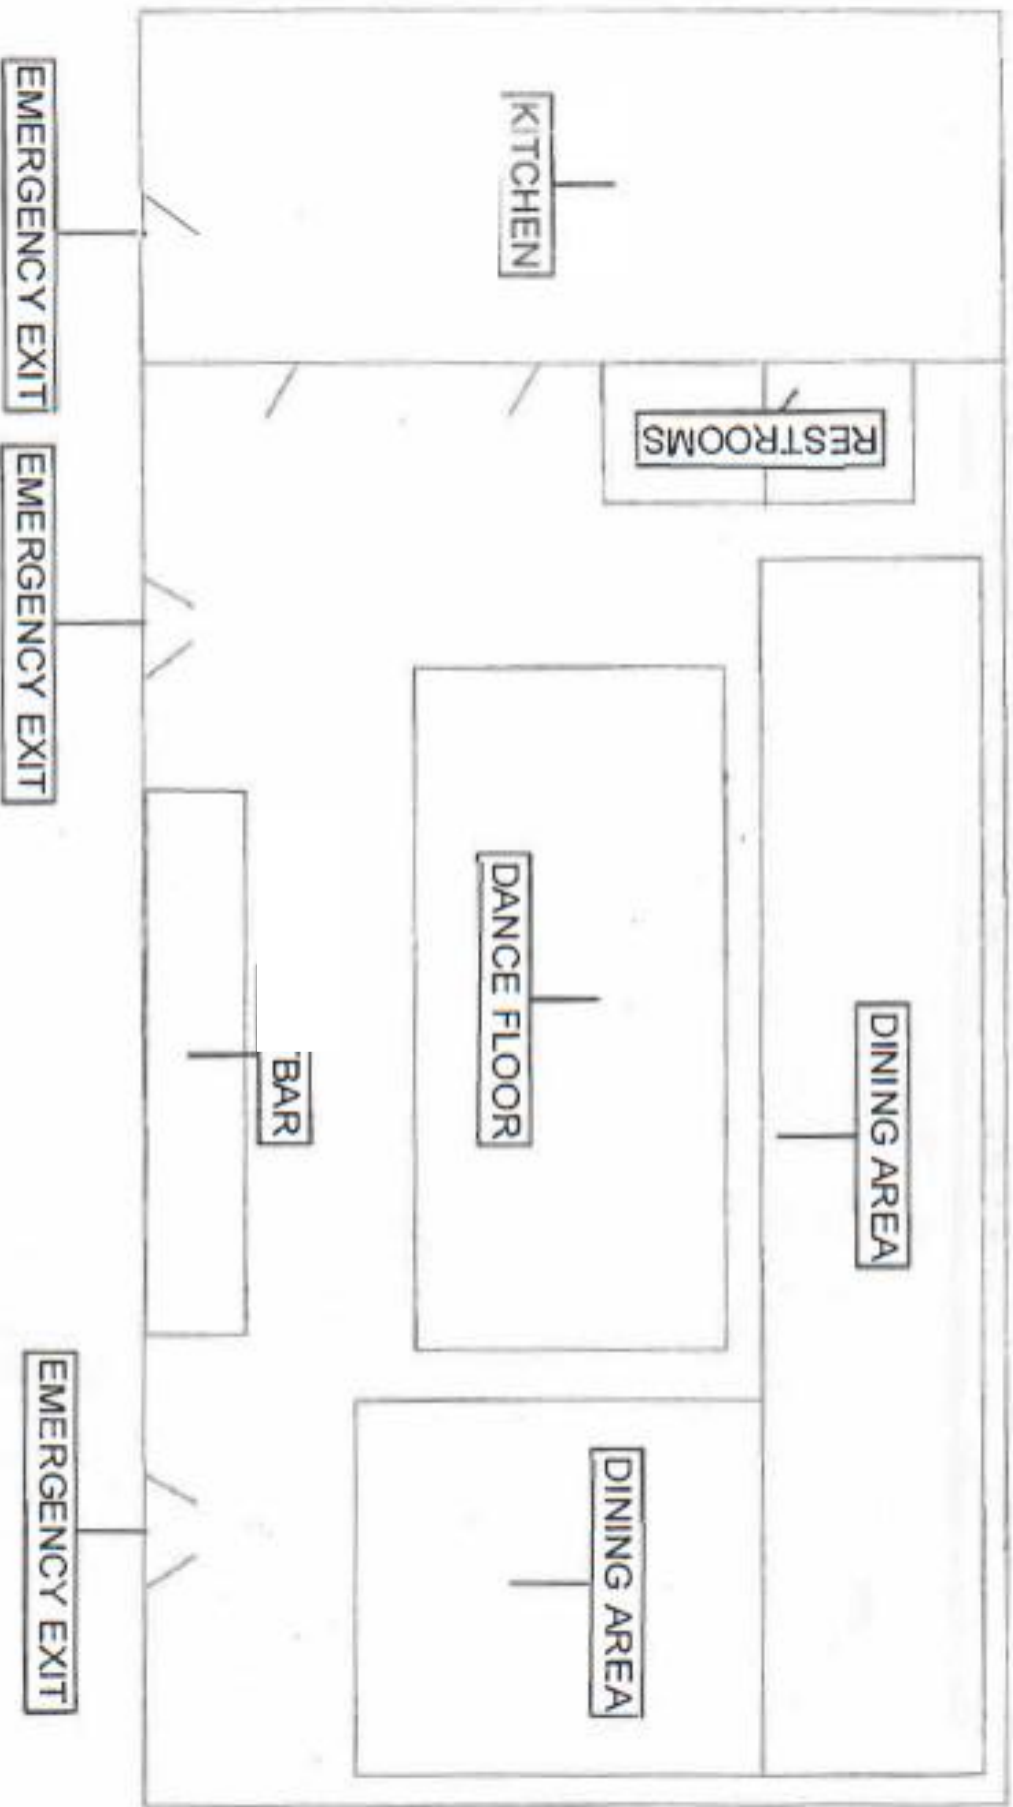 KITCHEN
RESTROOMS
DINING AREA
DANCE FLOOR
DINING AREA
BAR
EMERGENCY EXIT
EMERGENCY EXIT
EMERGENCY EXIT